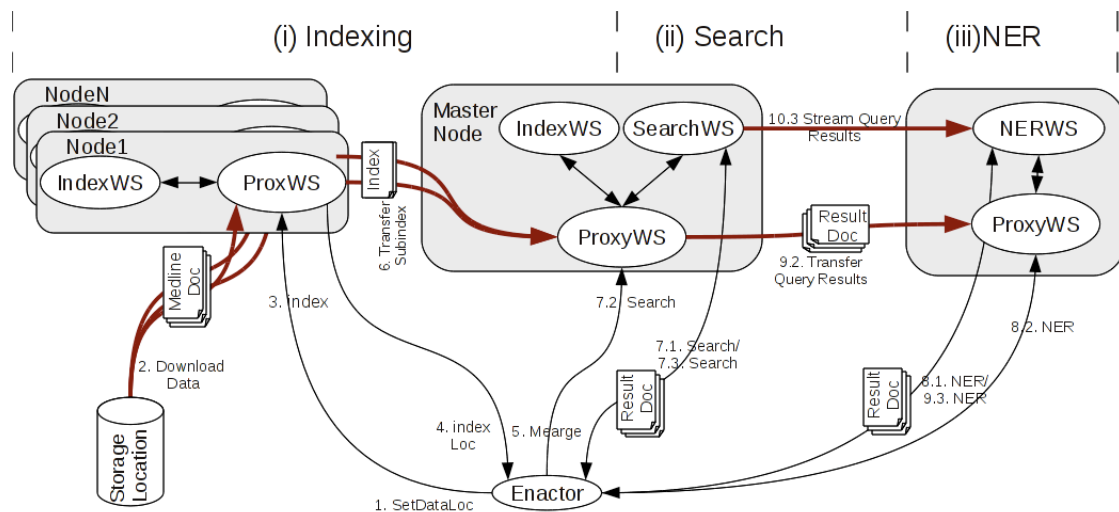 (i) Indexing
(ii) Search
(iii)NER
NodeN
Node2
Node1
IndexWS
ProxWS
Index
6. Transfer
Subindex
Master
Node
IndexWS
SearchWS
ProxyWS
10.3 Stream Query
Results
NERWS
ProxyWS
Result
Doc
9.2. Transfer
Query Results
Medline
Doc
2. Download
Data
Storage
Location
3. index
4. index
Loc
5. Mearge
7.2. Search
7.1. Search/
7.3. Search
Result
Doc
8.2. NER
Result
Doc
8.1. NER/
9.3. NER
1. SetDataLoc
Enactor